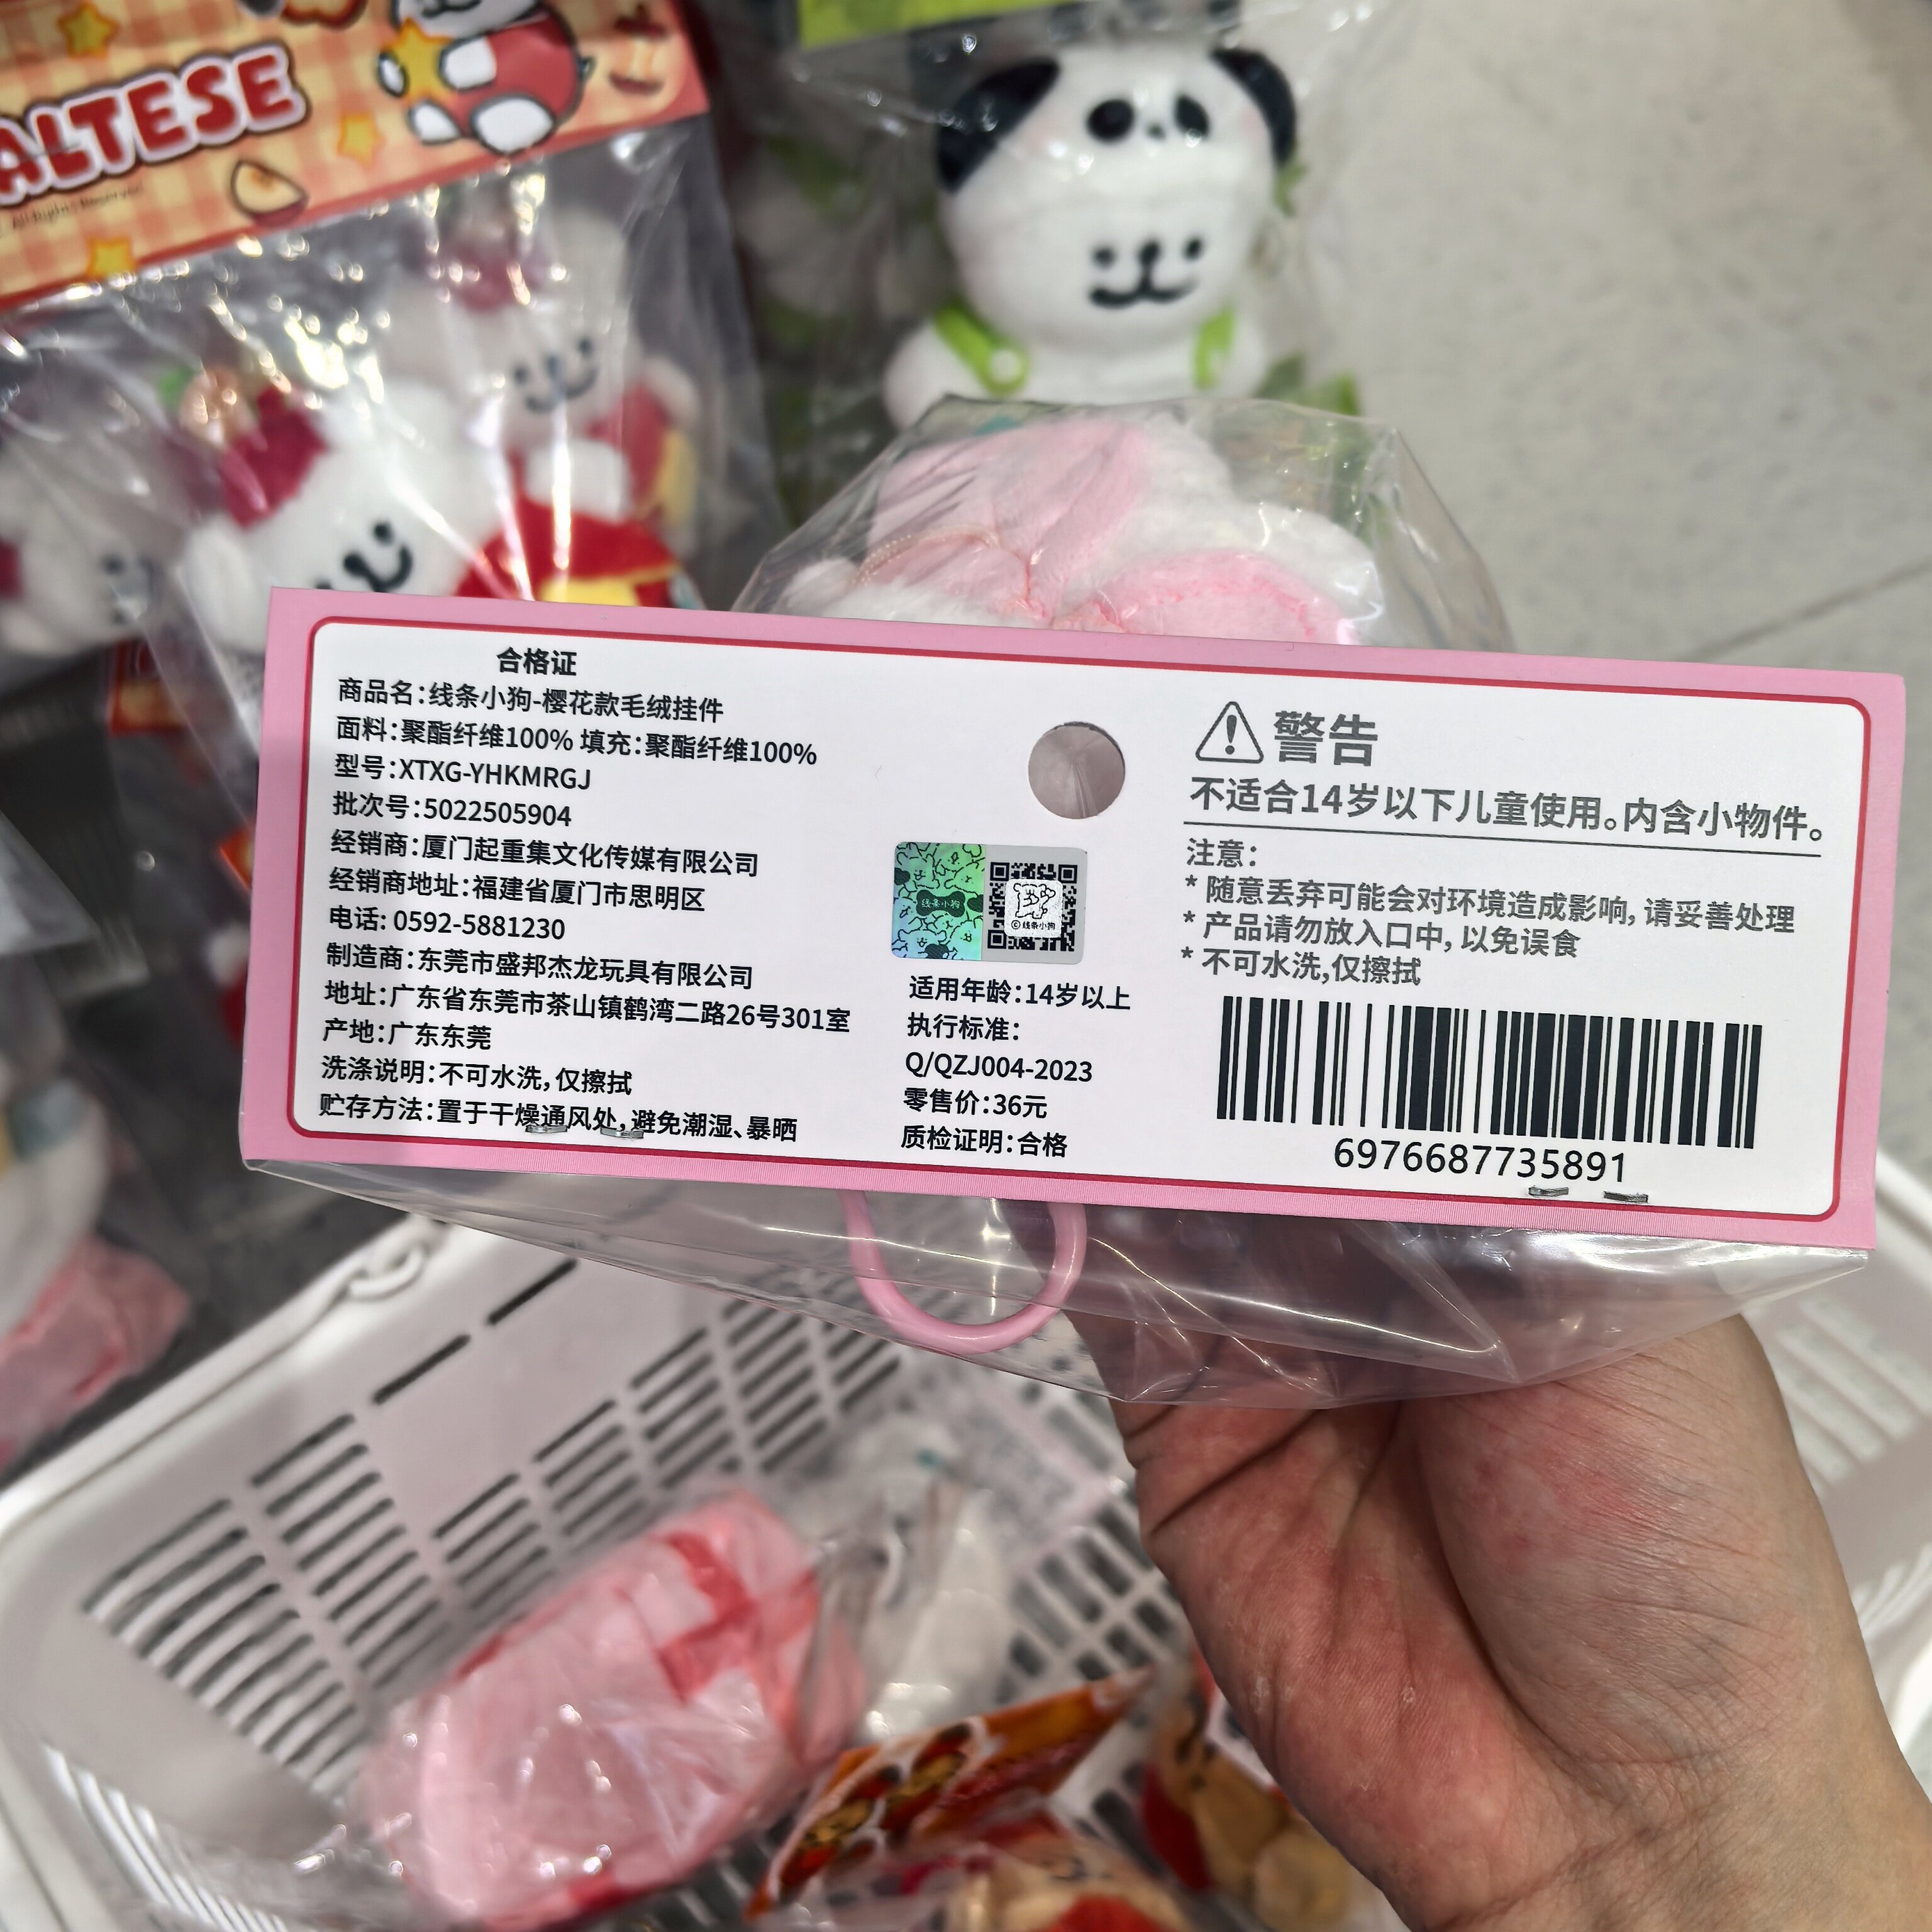 ALTESE
All Rights Reserved
合格证
商品名：线条小狗-樱花款毛绒挂件
面料：聚酯纤维100% 填充：聚酯纤维100%
型号：XTXG-YHKMRGJ
批次号：5022505904
经销商：厦门起重集文化传媒有限公司
经销商地址：福建省厦门市思明区
电话: 0592-5881230
制造商：东莞市盛邦杰龙玩具有限公司
地址：广东省东莞市茶山镇鹤湾二路26号301室
产地：广东东莞
洗涤说明：不可水洗，仅擦拭
贮存方法：置于干燥通风处，避免潮湿、暴晒
线条小狗
©线条小狗
适用年龄：14岁以上
执行标准：
Q/QZJ004-2023
零售价：36元
质检证明：合格
警告
不适合14岁以下儿童使用。内含小物件。
注意：
* 随意丢弃可能会对环境造成影响, 请妥善处理
* 产品请勿放入口中, 以免误食
* 不可水洗,仅擦拭
6976687735891